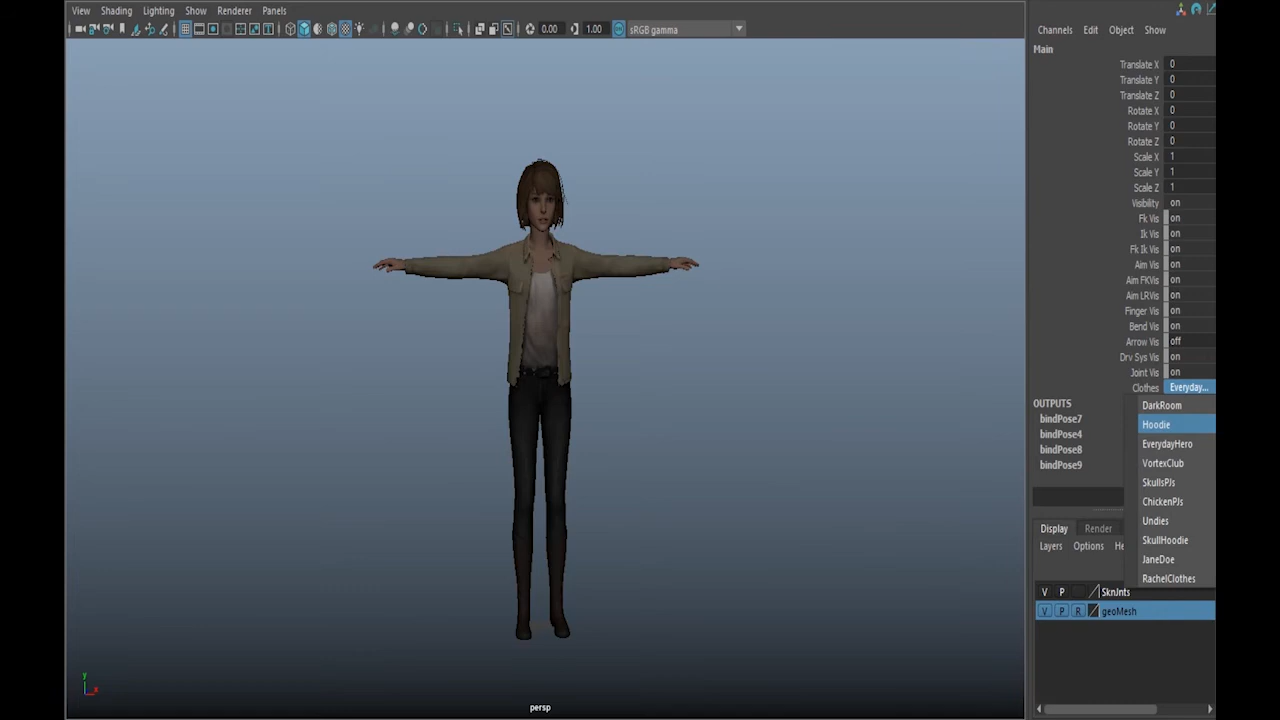 View Shading Lighting Show Renderer Panels
0.00 1.00 sRGB gamma
Channels Edit Object Show
Main
Translate X 0
Translate Y 0
Translate Z 0
Rotate X 0
Rotate Y 0
Rotate Z 0
Scale X 1
Scale Y 1
Scale Z 1
Visibility on
Fk Vis on
Ik Vis on
Fk Ik Vis on
Aim Vis on
Aim FKVis on
Aim LRVis on
Finger Vis on
Bend Vis on
Arrow Vis off
Drv Sys Vis on
Joint Vis on
Clothes Everyday...
DarkRoom
Hoodie
EverydayHero
VortexClub
SkullsPJs
ChickenPJs
Undies
SkullHoodie
JaneDoe
RachelClothes
OUTPUTS
bindPose7
bindPose4
bindPose8
bindPose9
Display Render
Layers Options He
V P SknJnts
V P R geoMesh
y
x
persp